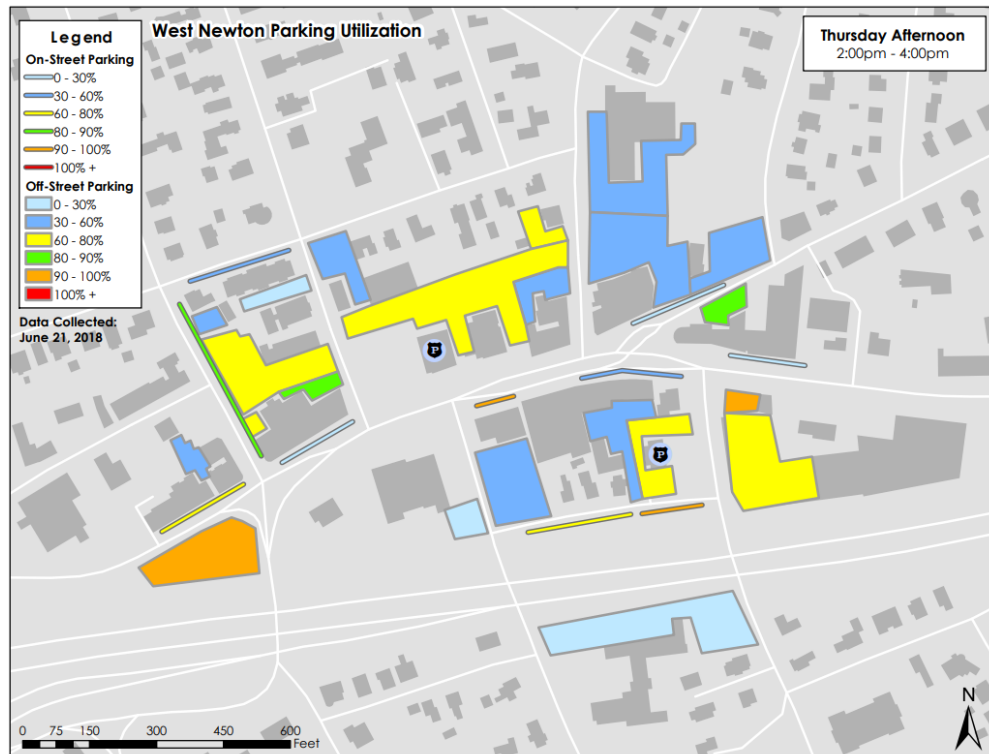 West Newton Parking Utilization
Thursday Afternoon
2:00pm - 4:00pm
Legend
On-Street Parking
0 - 30%
30 - 60%
60 - 80%
80 - 90%
90 - 100%
100% +
Off-Street Parking
0 - 30%
30 - 60%
60 - 80%
80 - 90%
90 - 100%
100% +
Data Collected:
June 21, 2018
P
P
N
0 75 150 300 450 600
Feet